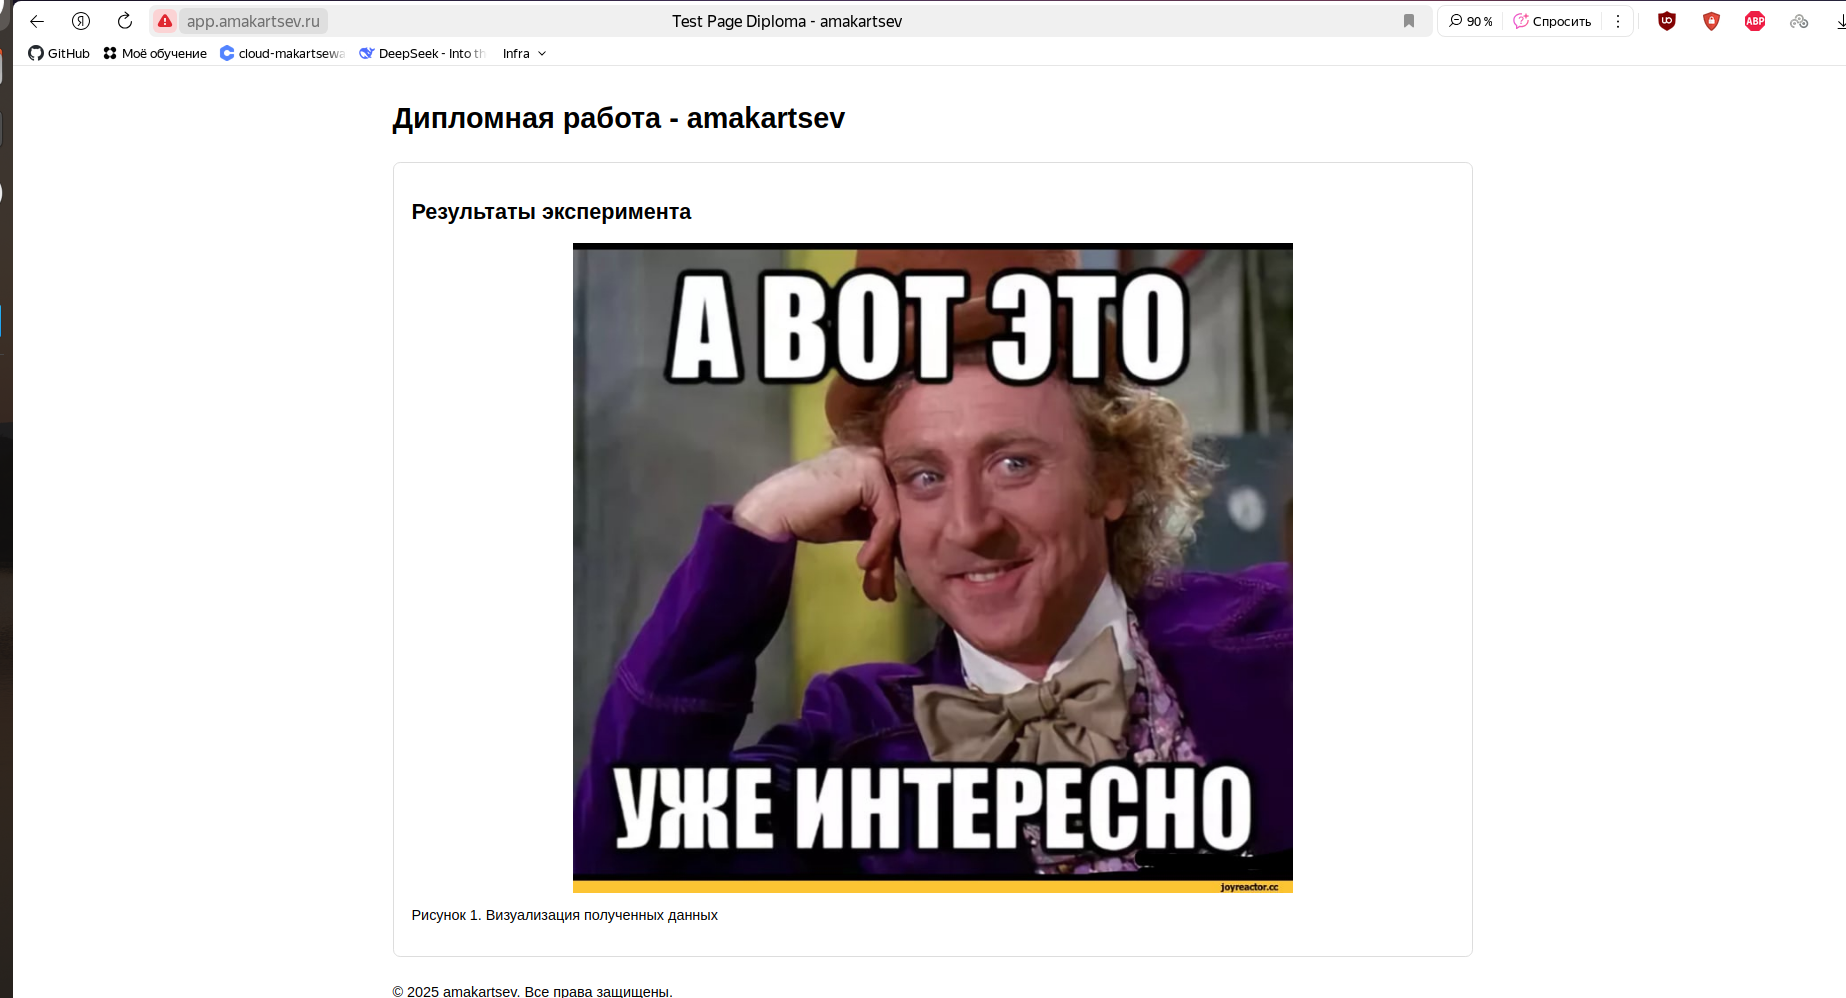 Я
app.amakartsev.ru
Test Page Diploma - amakartsev
90 %
Спросить
ABP
GitHub
Моё обучение
cloud-makartsewa
DeepSeek - Into th
Infra
Дипломная работа - amakartsev
Результаты эксперимента
А ВОТ ЭТО
УЖЕ ИНТЕРЕСНО
joyreactor.cc
Рисунок 1. Визуализация полученных данных
© 2025 amakartsev. Все права защищены.